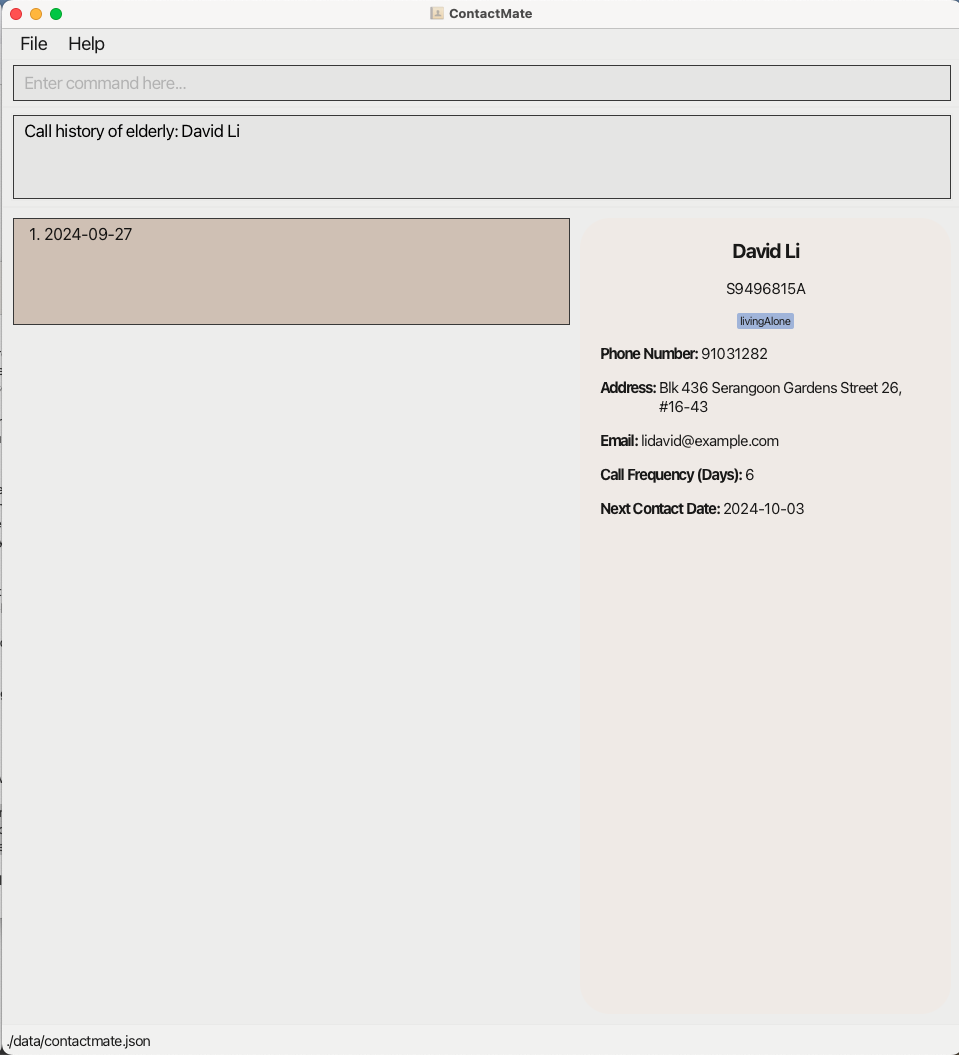 ContactMate
File Help
Enter command here...
Call history of elderly: David Li
1. 2024-09-27
David Li
S9496815A
livingAlone
Phone Number: 91031282
Address: Blk 436 Serangoon Gardens Street 26,
#16-43
Email: lidavid@example.com
Call Frequency (Days): 6
Next Contact Date: 2024-10-03
./data/contactmate.json